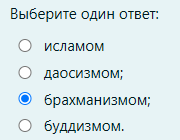 Выберите один ответ:
исламом
даосизмом;
брахманизмом;
буддизмом.